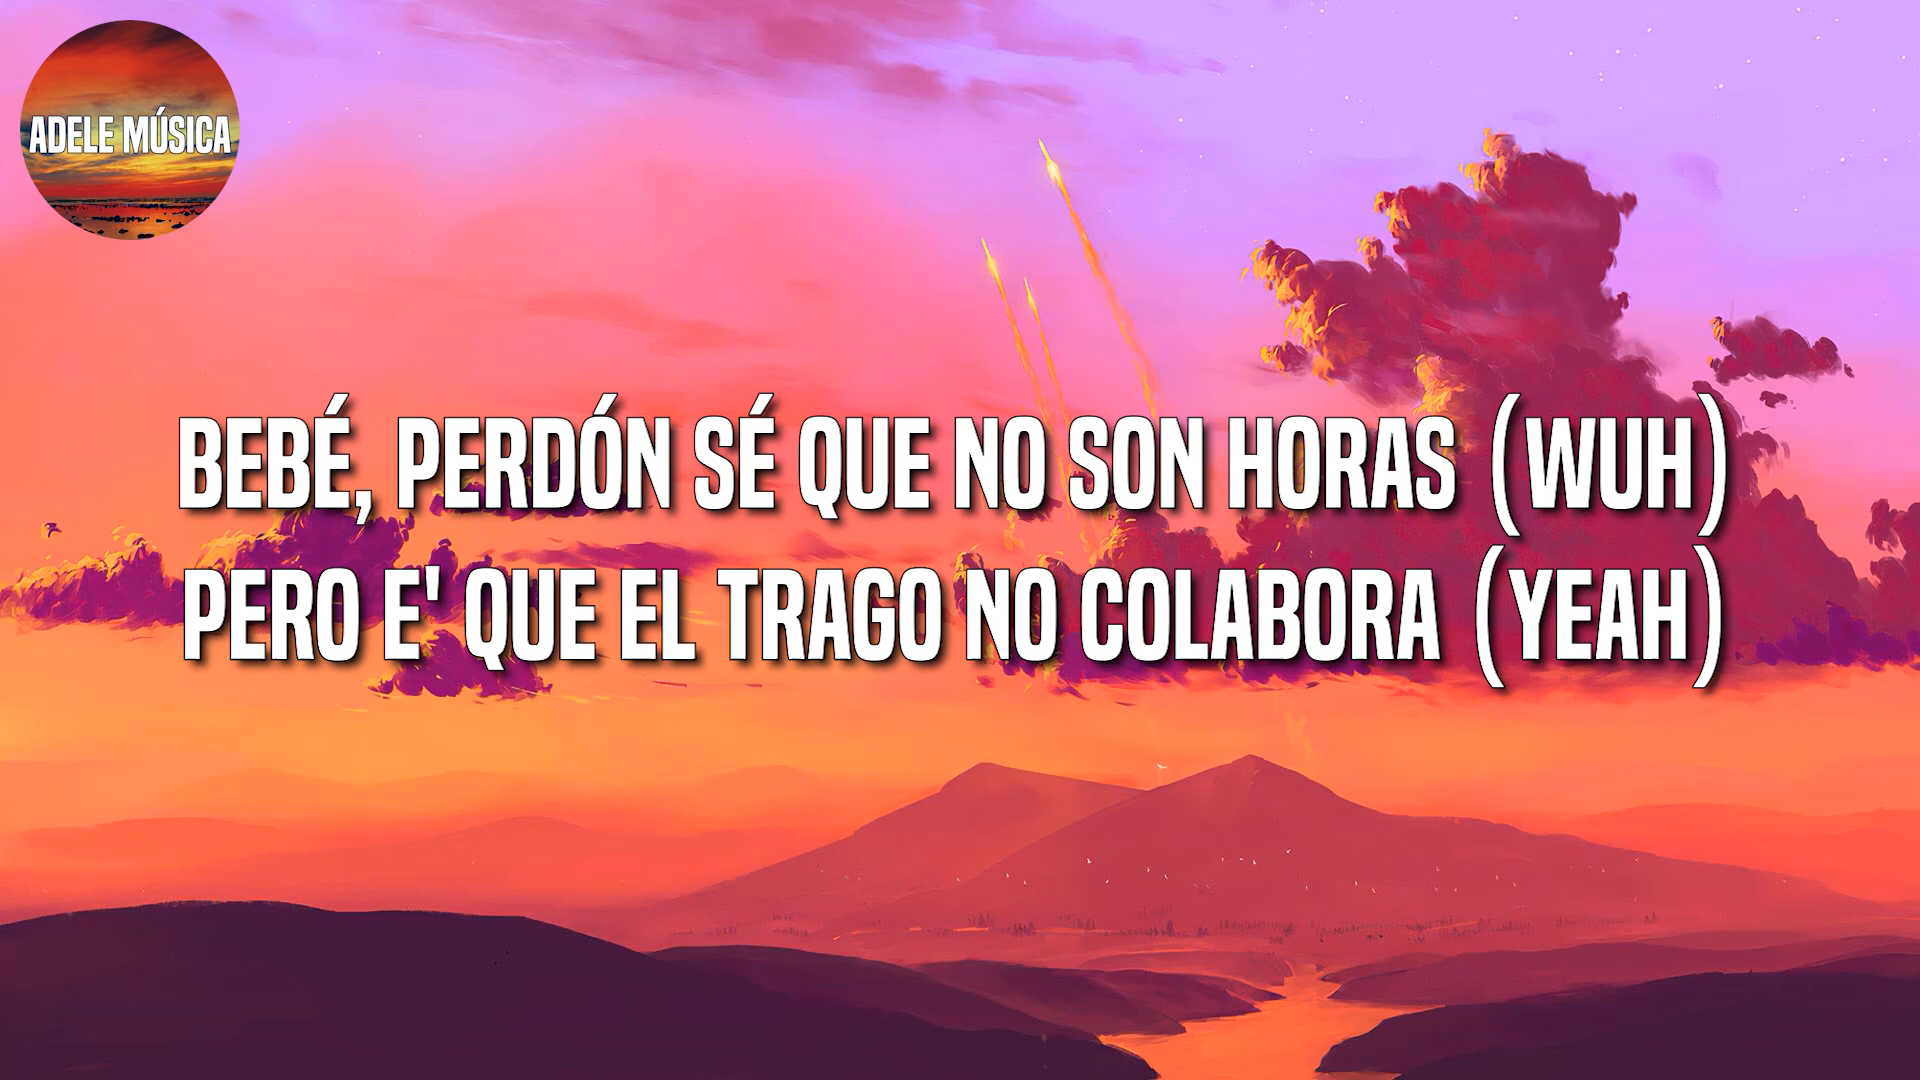 ADELE MÚSICA
BEBÉ, PERDÓN SÉ QUE NO SON HORAS (WUH)
PERO E' QUE EL TRAGO NO COLABORA (YEAH)